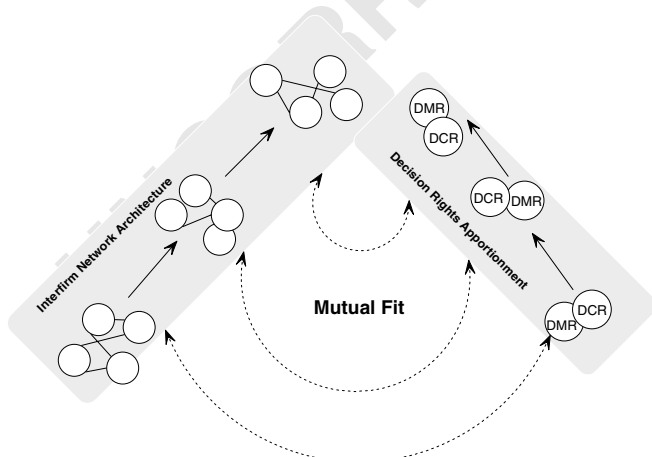 Interfirm Network Architecture
Decision Rights Apportionment
DMR
DCR
DCR
DMR
DMR
DCR
Mutual Fit